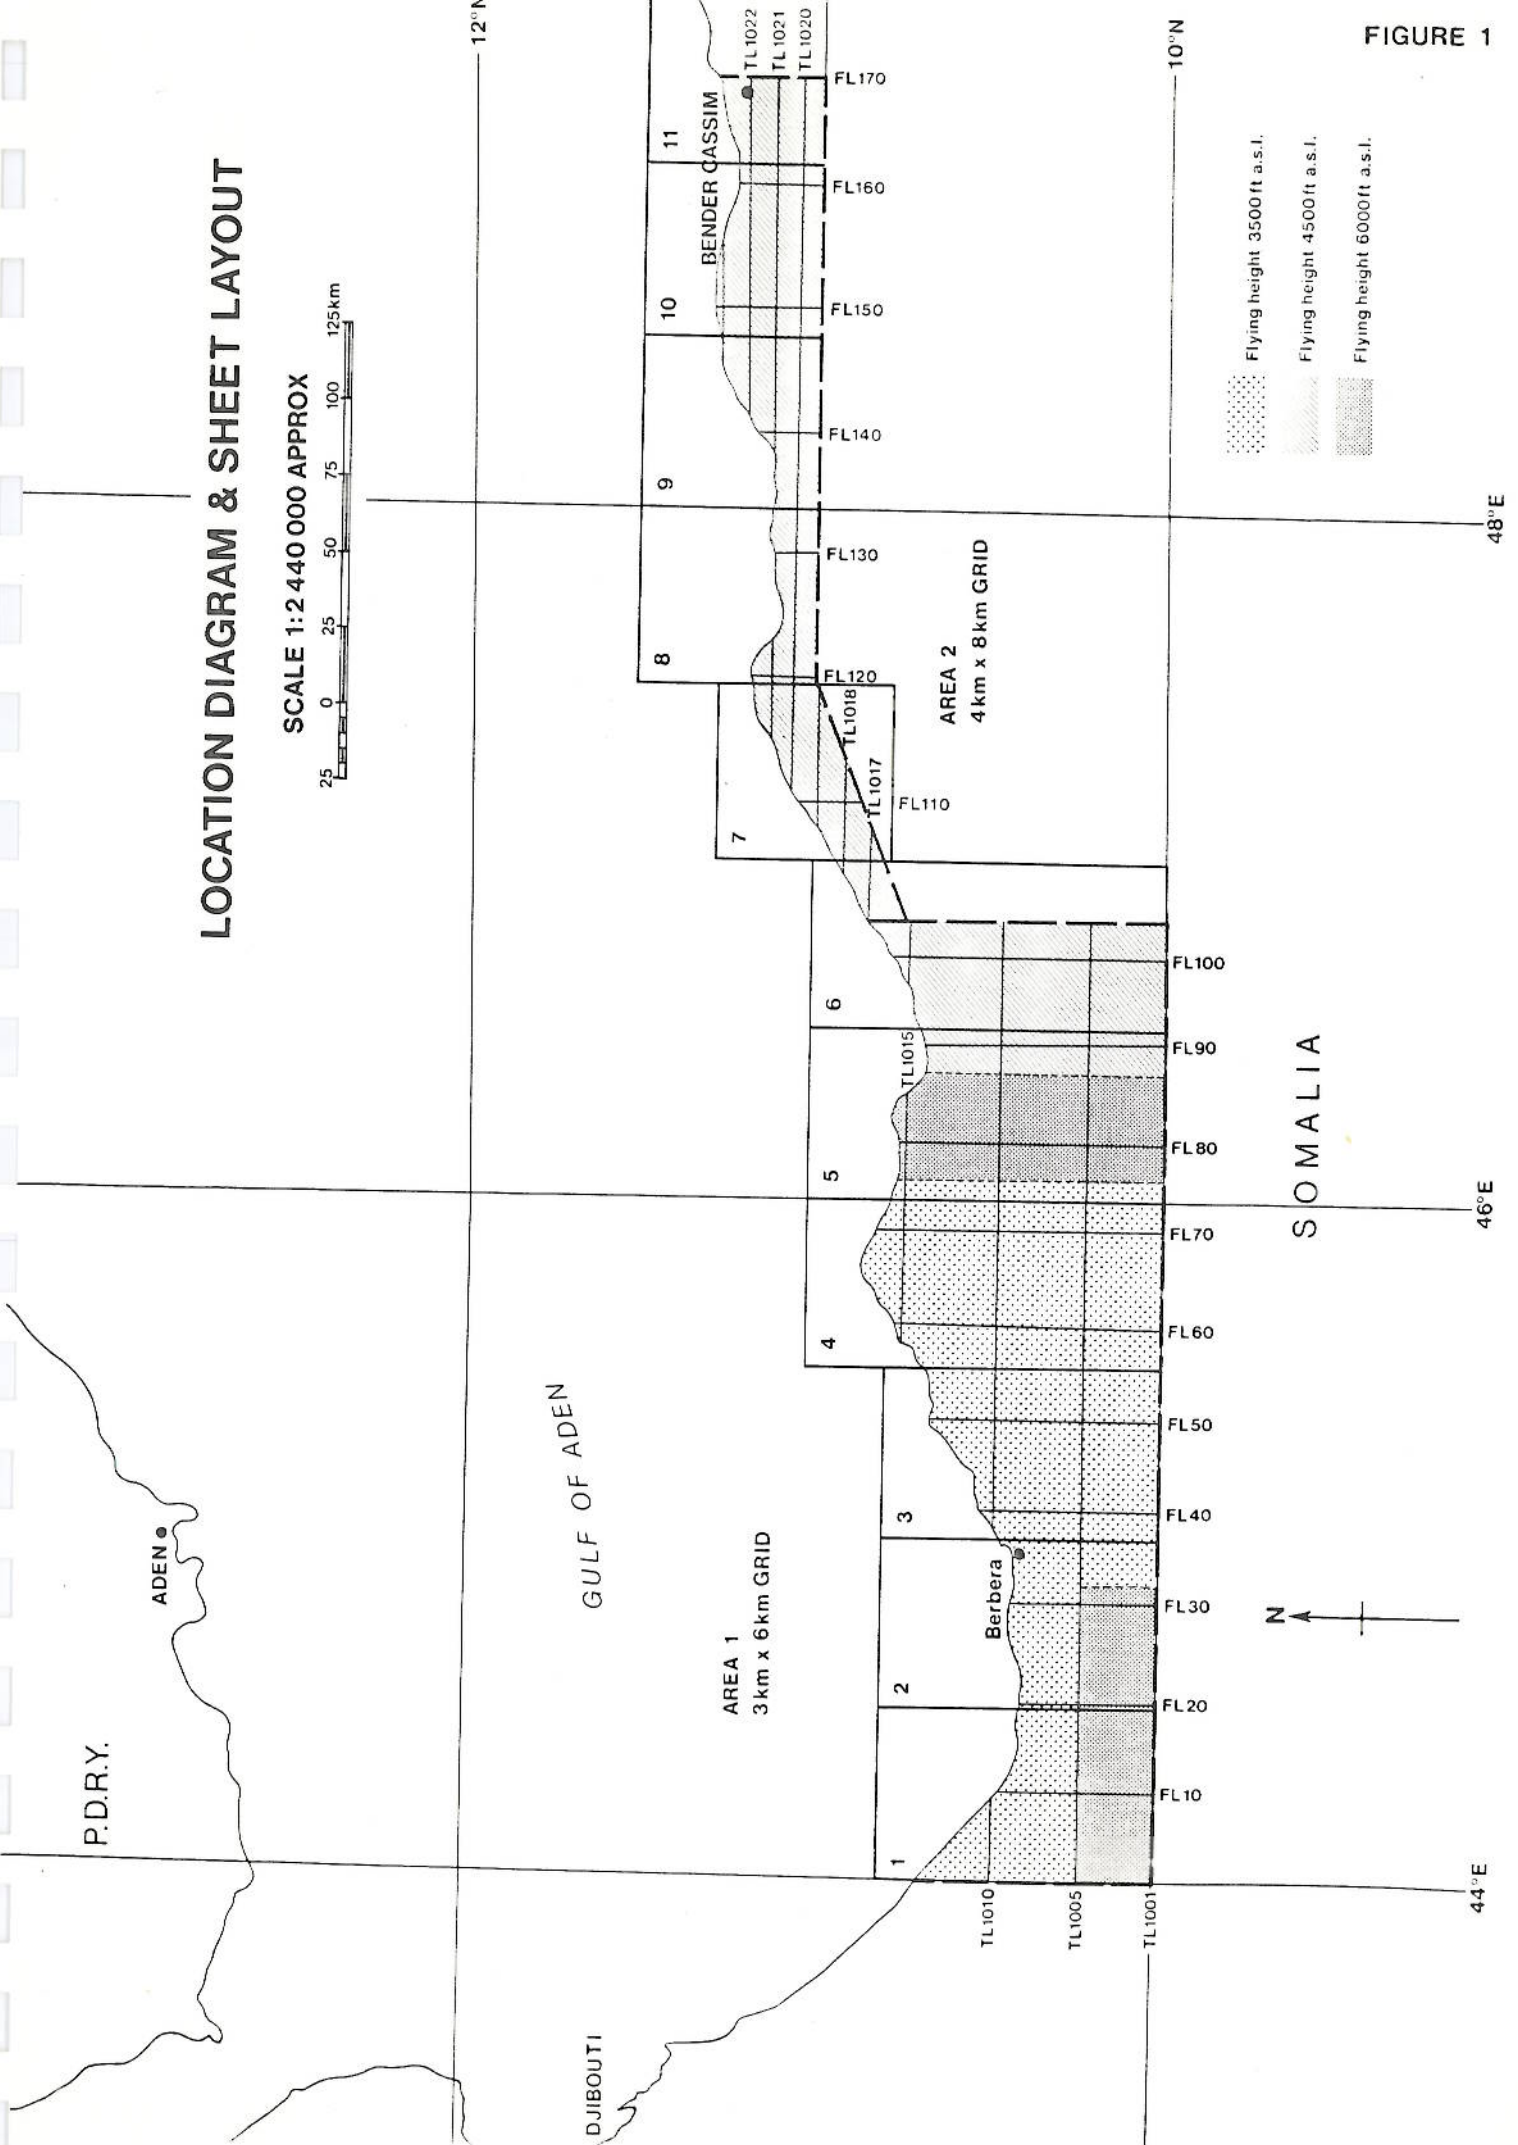 FIGURE 1
LOCATION DIAGRAM & SHEET LAYOUT
SCALE 1:2 440 000 APPROX
25 0 25 50 75 100 125km
P.D.R.Y.
ADEN
GULF OF ADEN
DJIBOUTI
12°N
10°N
44°E
46°E
48°E
AREA 1
3km x 6km GRID
AREA 2
4km x 8km GRID
1
2
3
4
5
6
7
8
9
10
11
Berbera
BENDER CASSIM
TL1010
TL1005
TL1001
TL1015
TL1017
TL1018
TL1022
TL1021
TL1020
FL10
FL20
FL30
FL40
FL50
FL60
FL70
FL80
FL90
FL100
FL110
FL120
FL130
FL140
FL150
FL160
FL170
SOMALIA
N
Flying height 3500ft a.s.l.
Flying height 4500ft a.s.l.
Flying height 6000ft a.s.l.